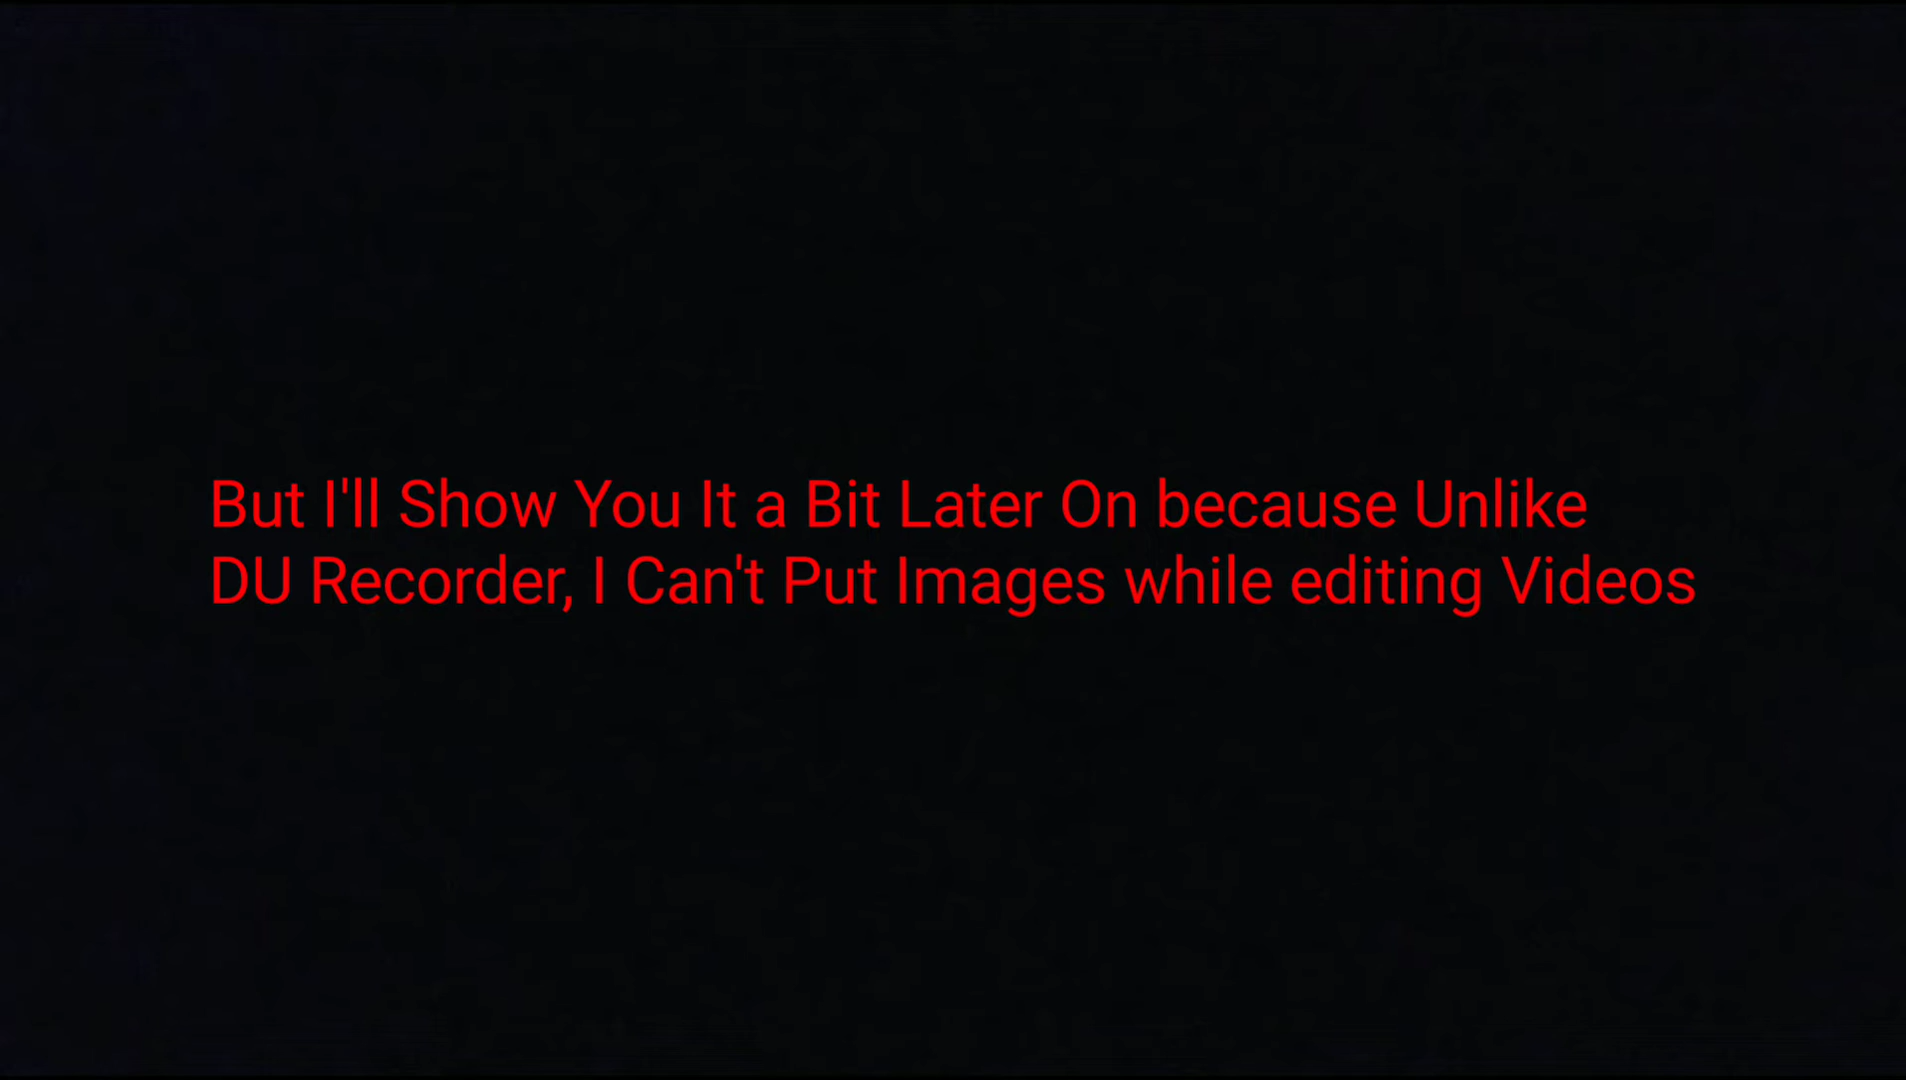 But I'll Show You It a Bit Later On because Unlike
DU Recorder, I Can't Put Images while editing Videos